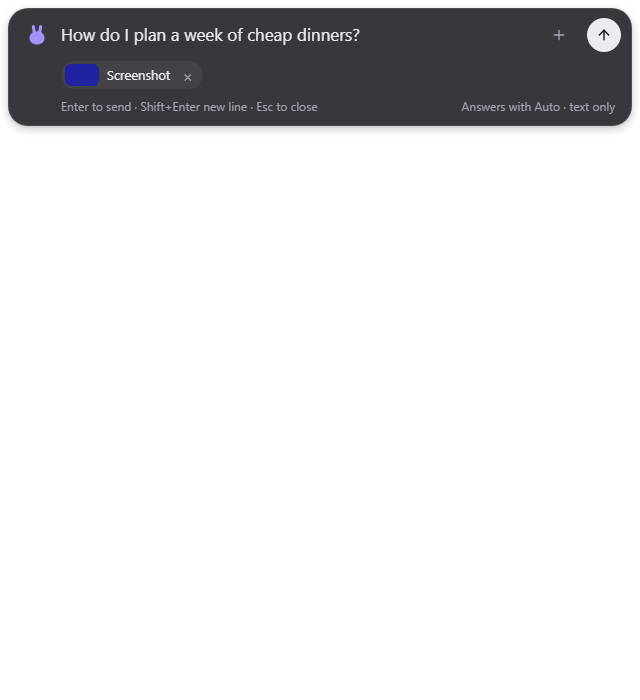 How do I plan a week of cheap dinners?
Screenshot
Enter to send · Shift+Enter new line · Esc to close
Answers with Auto · text only